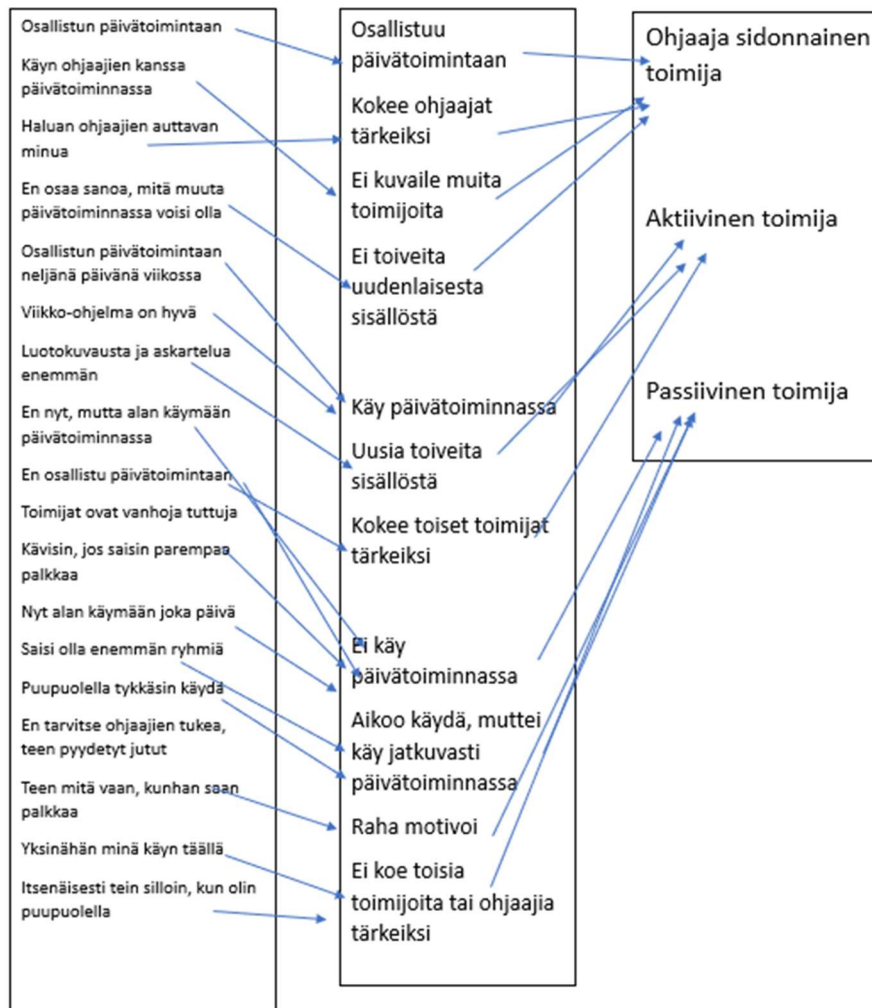 Osallistun päivätoimintaan
Käyn ohjaajien kanssa
päivätoiminnassa
Haluan ohjaajien auttavan
minua
En osaa sanoa, mitä muuta
päivätoiminnassa voisi olla
Osallistun päivätoimintaan
neljänä päivänä viikossa
Viikko-ohjelma on hyvä
Luotokuvausta ja askartelua
enemmän
En nyt, mutta alan käymään
päivätoiminnassa
En osallistu päivätoimintaan
Toimijat ovat vanhoja tuttuja
Kävisin, jos saisin parempaa
palkkaa
Nyt alan käymään joka päivä
Saisi olla enemmän ryhmiä
Puupuolella tykkäsin käydä
En tarvitse ohjaajien tukea,
teen pyydetyt jutut
Teen mitä vaan, kunhan saan
palkkaa
Yksinähän minä käyn täällä
Itsenäisesti tein silloin, kun olin
puupuolella
Osallistuu
päivätoimintaan
Kokee ohjaajat
tärkeiksi
Ei kuvaile muita
toimijoita
Ei toiveita
uudenlaisesta
sisällöstä
Käy päivätoiminnassa
Uusia toiveita
sisällöstä
Kokee toiset toimijat
tärkeiksi
Ei käy
päivätoiminnassa
Aikoo käydä, muttei
käy jatkuvasti
päivätoiminnassa
Raha motivoi
Ei koe toisia
toimijoita tai ohjaajia
tärkeiksi
Ohjaaja sidonnainen
toimija
Aktiivinen toimija
Passiivinen toimija